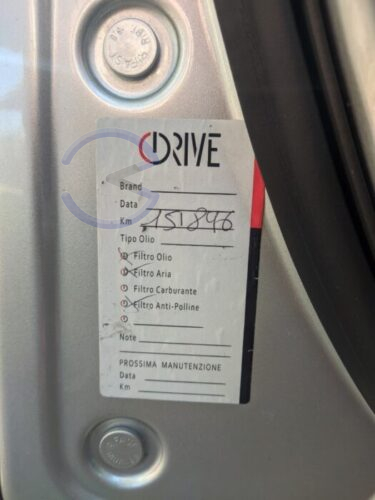 DRIVE
Brand
Data
Km 151846
Tipo Olio
Filtro Olio
Filtro Aria
Filtro Carburante
Filtro Anti-Polline
Note
PROSSIMA MANUTENZIONE
Data
Km